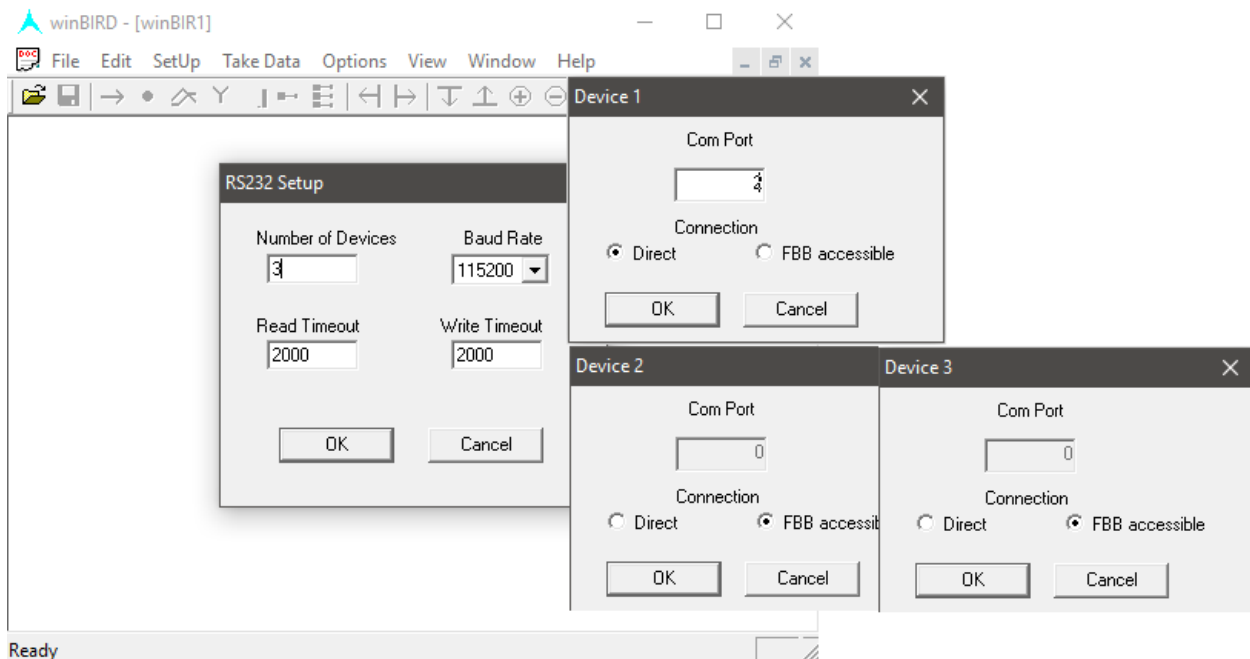 winBIRD - [winBIR1]
File Edit SetUp Take Data Options View Window Help
Device 1
Com Port
4
Connection
Direct FBB accessible
OK Cancel
RS232 Setup
Number of Devices Baud Rate
3 115200
Read Timeout Write Timeout
2000 2000
OK Cancel
Device 2
Com Port
0
Connection
Direct FBB accessib
OK Cancel
Device 3
Com Port
0
Connection
Direct FBB accessible
OK Cancel
Ready